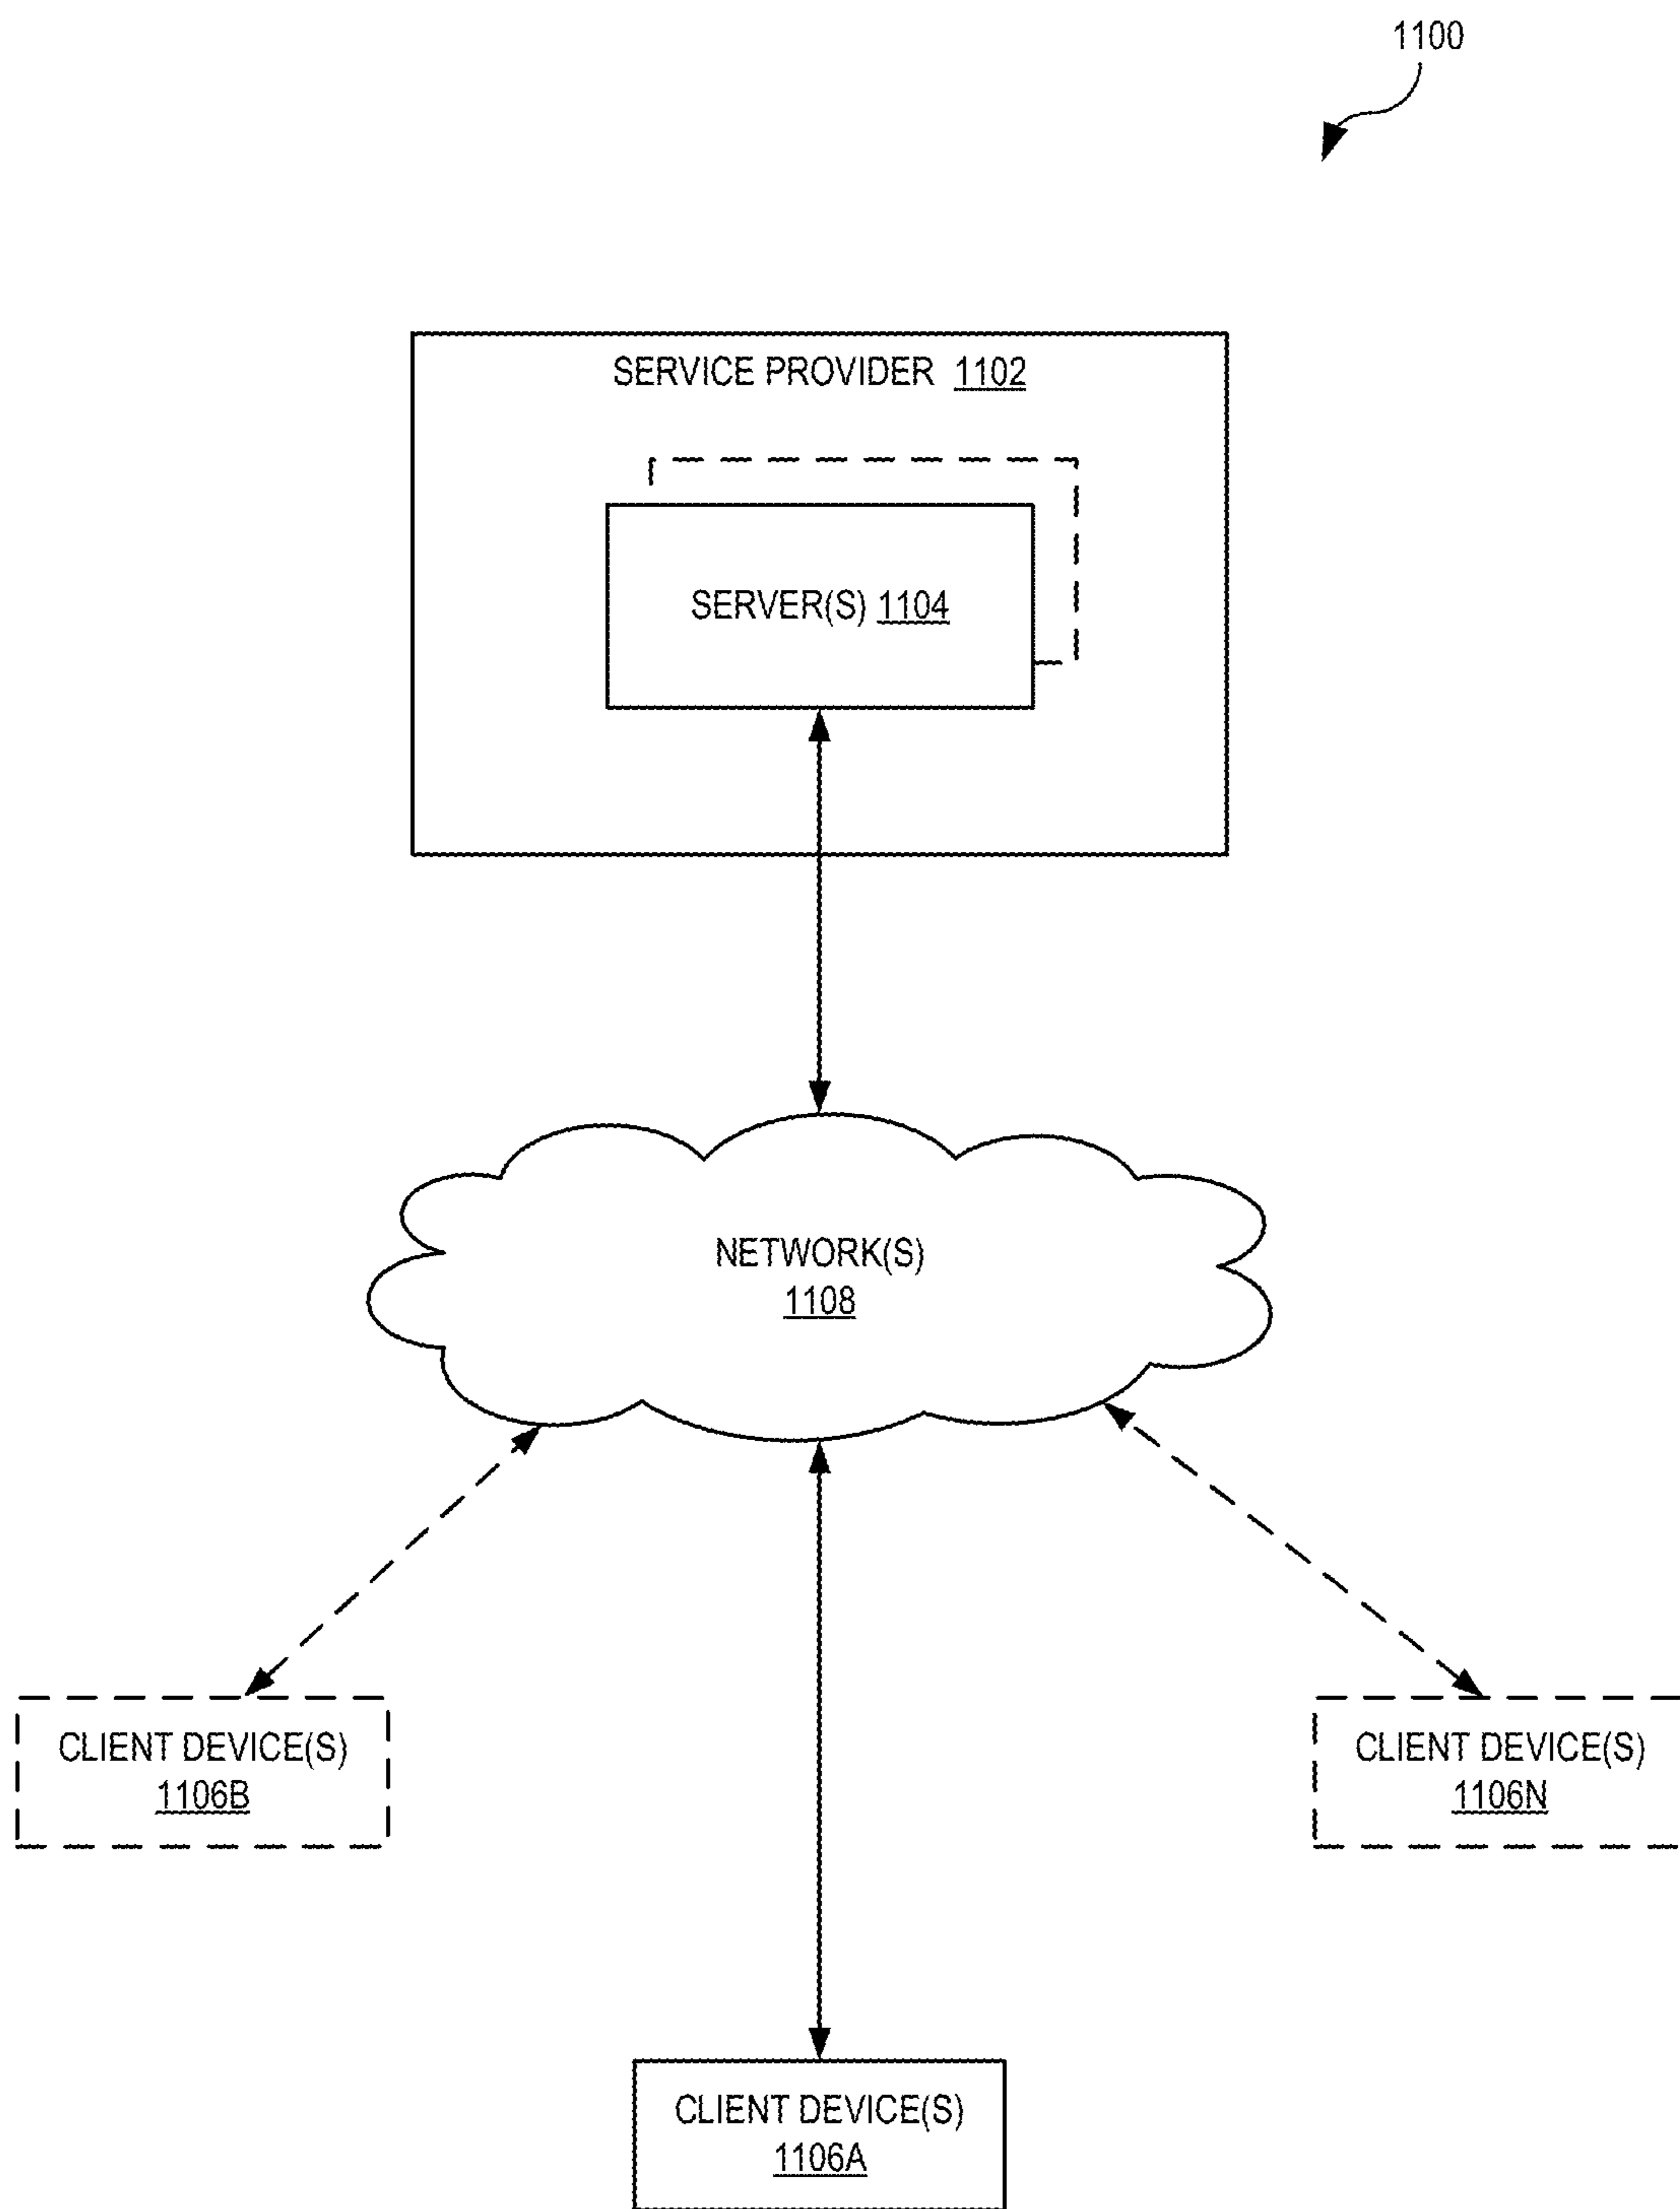 1100
SERVICE PROVIDER 1102
SERVER(S) 1104
NETWORK(S)
1108
CLIENT DEVICE(S)
1106B
CLIENT DEVICE(S)
1106N
CLIENT DEVICE(S)
1106A